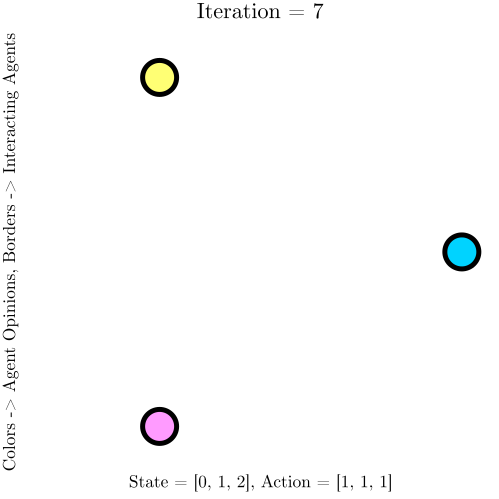 Iteration = 7
Colors -> Agent Opinions, Borders -> Interacting Agents
State = [0, 1, 2], Action = [1, 1, 1]